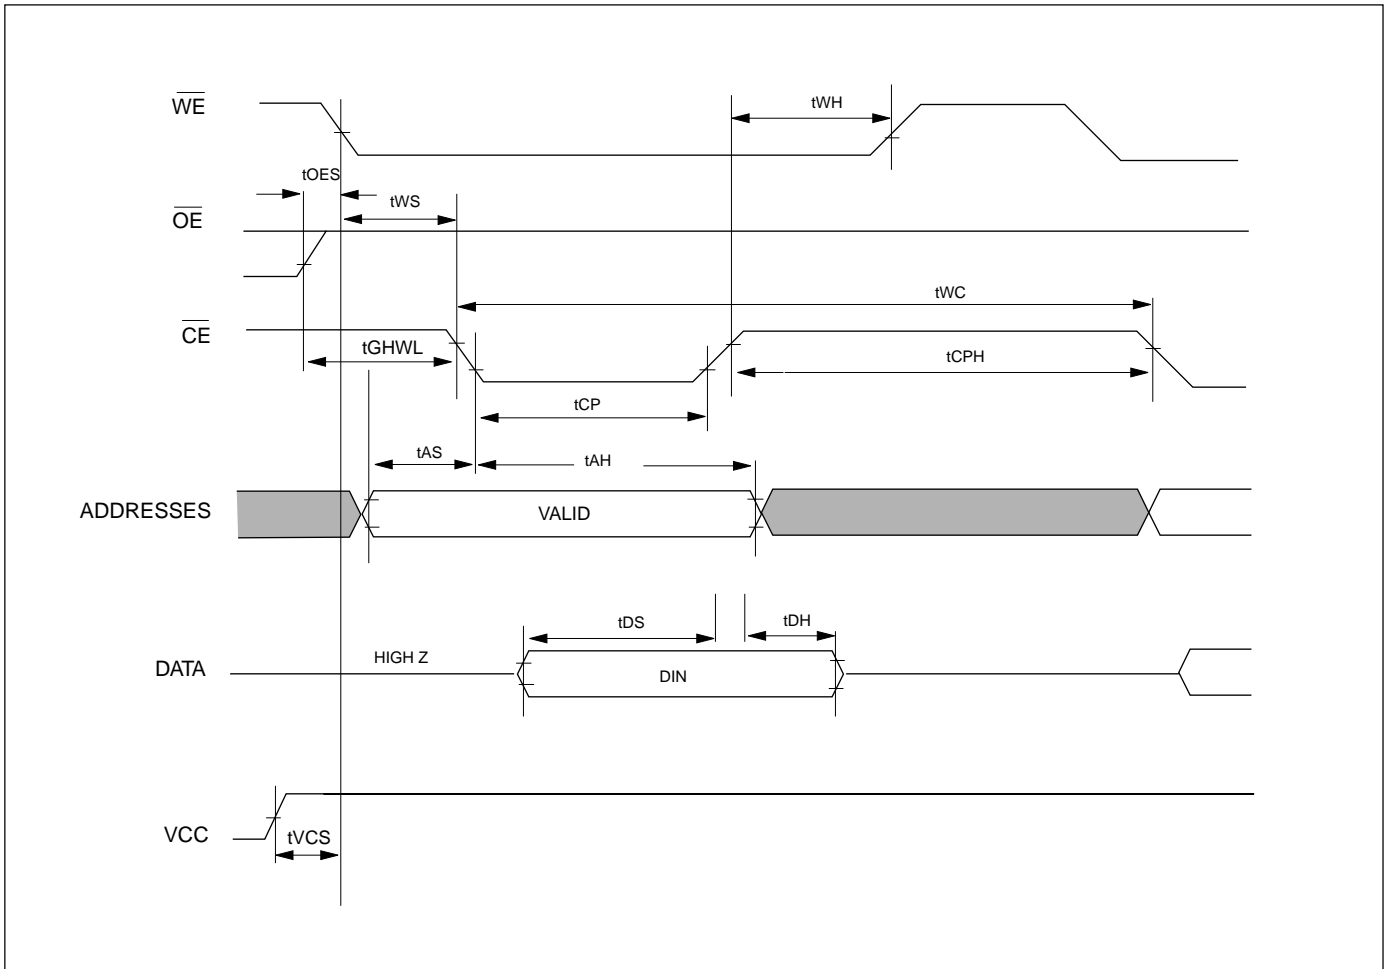 WE
tWH
tOES
tWS
OE
tWC
CE
tGHWL
tCPH
tCP
tAS
tAH
ADDRESSES
VALID
tDS
tDH
DATA
HIGH Z
DIN
VCC
tVCS